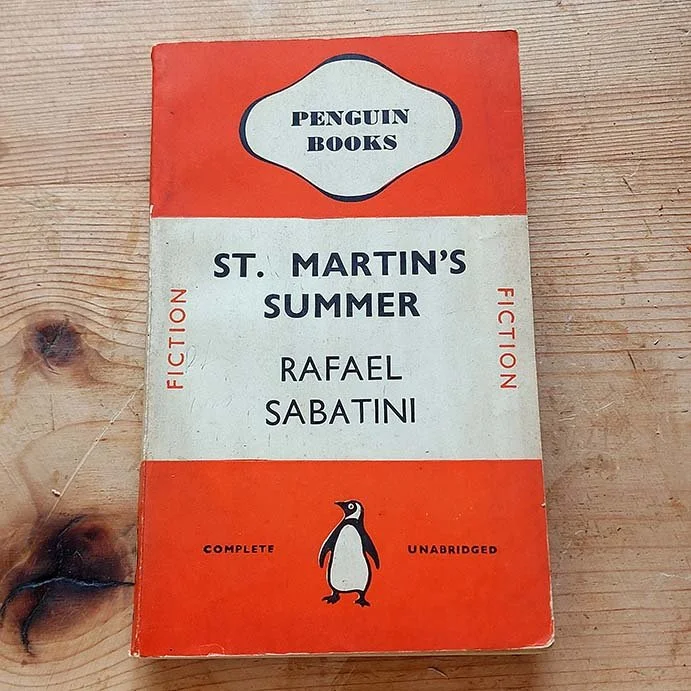 PENGUIN
BOOKS
ST. MARTIN'S
SUMMER
FICTION
FICTION
RAFAEL
SABATINI
COMPLETE
UNABRIDGED